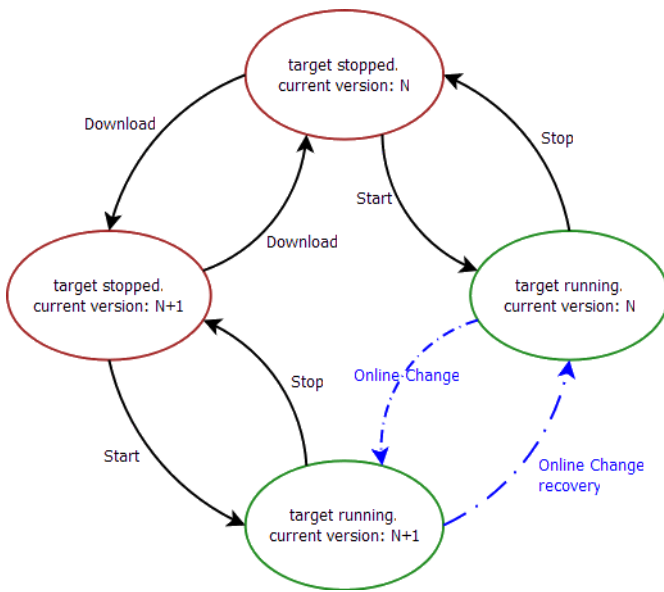 target stopped.
current version: N
Download
Stop
Start
Download
target stopped.
current version: N+1
target running.
current version: N
Online Change
Stop
Start
Online Change
recovery
target running.
current version: N+1